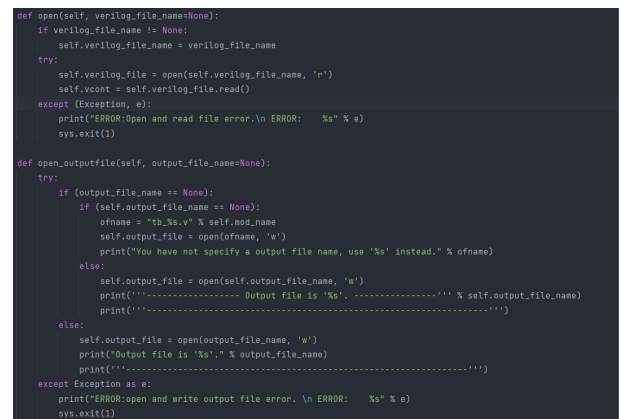 def open(self, verilog_file_name=None):
    if verilog_file_name != None:
        self.verilog_file_name = verilog_file_name
    try:
        self.verilog_file = open(self.verilog_file_name, 'r')
        self.vcont = self.verilog_file.read()
    except (Exception, e):
        print("ERROR:Open and read file error.\n ERROR:    %s" % e)
        sys.exit(1)

def open_outputfile(self, output_file_name=None):
    try:
        if (output_file_name == None):
            if (self.output_file_name == None):
                ofname = "tb_%s.v" % self.mod_name
                self.output_file = open(ofname, 'w')
                print("You have not specify a output file name, use '%s' instead." % ofname)
            else:
                self.output_file = open(self.output_file_name, 'w')
                print('''------------------ Output file is '%s'. ----------------''' % self.output_file_name)
                print('''------------------------------------------------------------------''')
        else:
            self.output_file = open(output_file_name, 'w')
            print("Output file is '%s'." % output_file_name)
            print('''------------------------------------------------------------------''')
    except Exception as e:
        print("ERROR:open and write output file error. \n ERROR:    %s" % e)
        sys.exit(1)